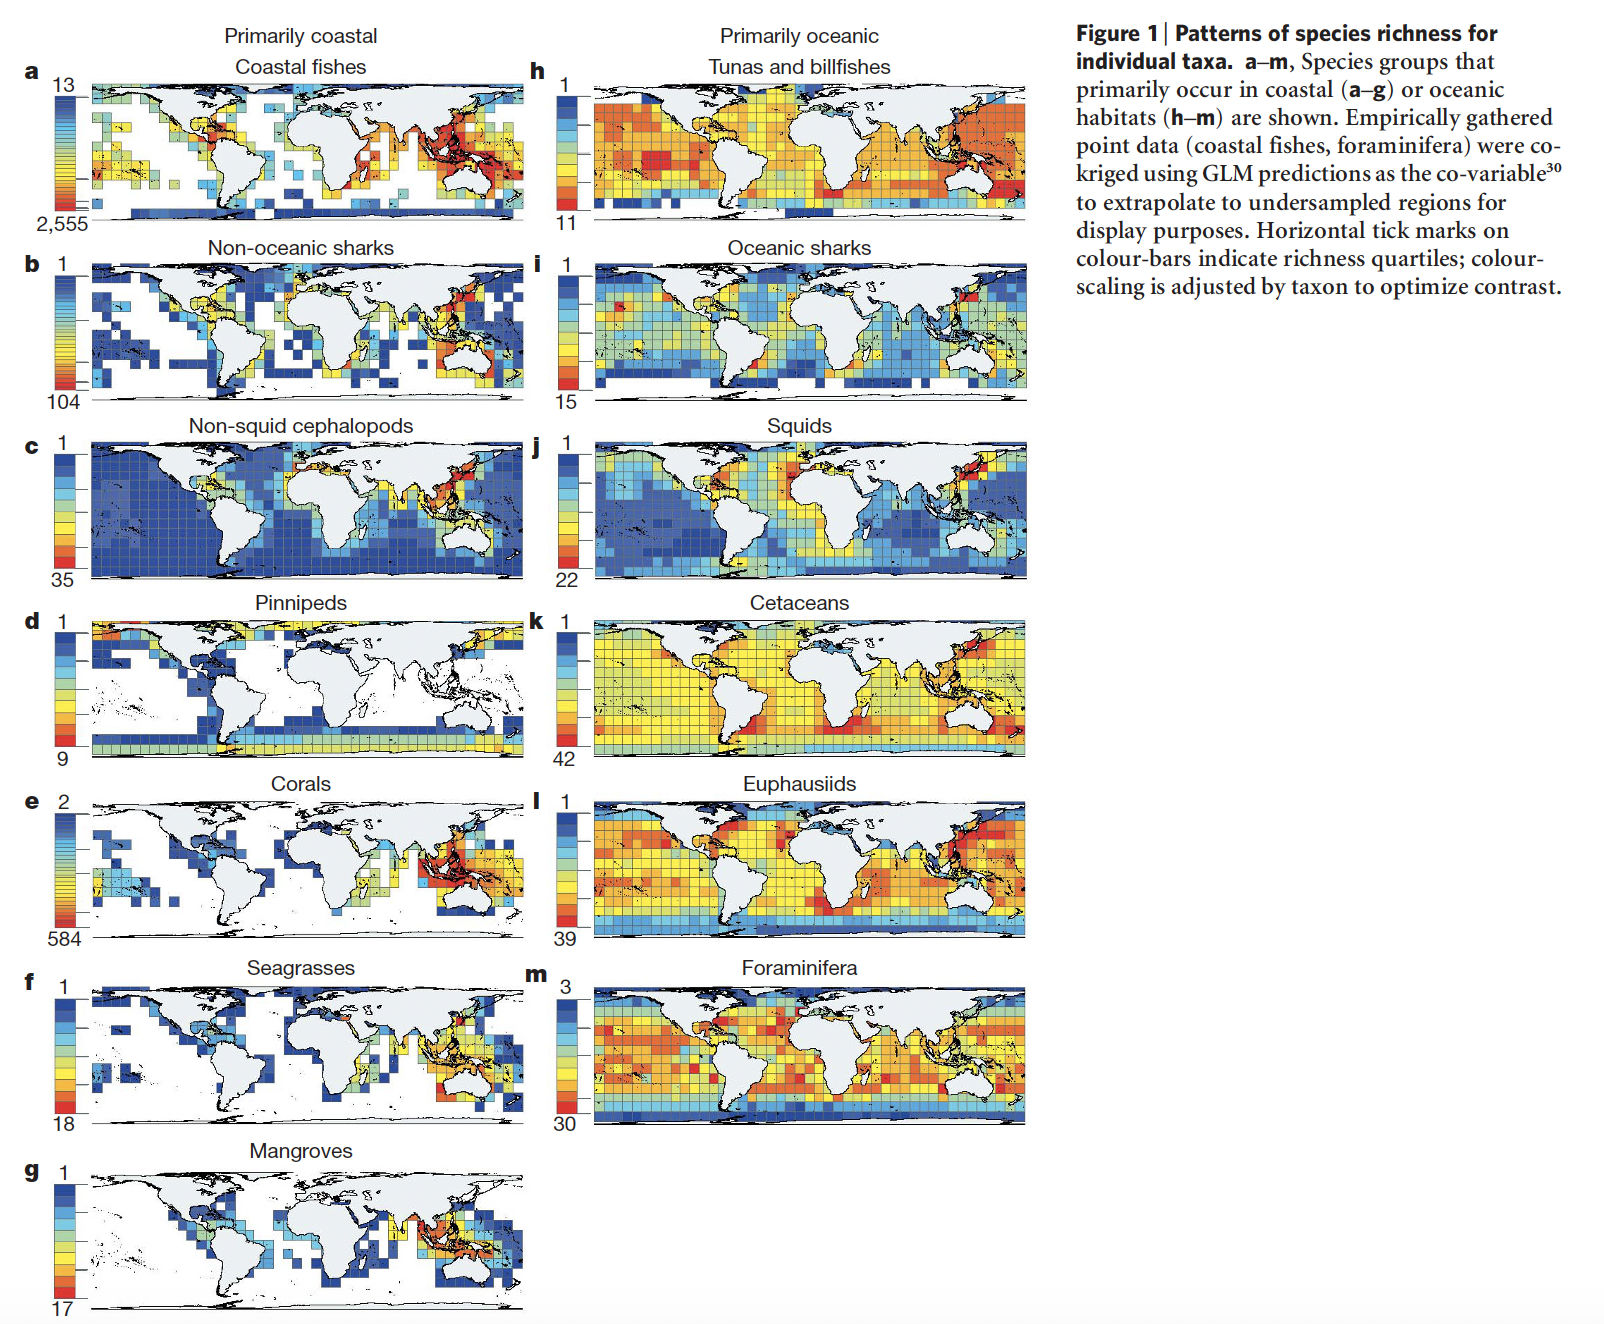 Primarily coastal
Coastal fishes
a
13
2,555
Non-oceanic sharks
b
1
104
Non-squid cephalopods
c
1
35
Pinnipeds
d
1
9
Corals
e
2
584
Seagrasses
f
1
18
Mangroves
g
1
17
Primarily oceanic
Tunas and billfishes
h
1
11
Oceanic sharks
i
1
15
Squids
j
1
22
Cetaceans
k
1
42
Euphausiids
l
1
39
Foraminifera
m
3
30
Figure 1 | Patterns of species richness for
individual taxa. a–m, Species groups that
primarily occur in coastal (a–g) or oceanic
habitats (h–m) are shown. Empirically gathered
point data (coastal fishes, foraminifera) were co-
kriged using GLM predictions as the co-variable30
to extrapolate to undersampled regions for
display purposes. Horizontal tick marks on
colour-bars indicate richness quartiles; colour-
scaling is adjusted by taxon to optimize contrast.